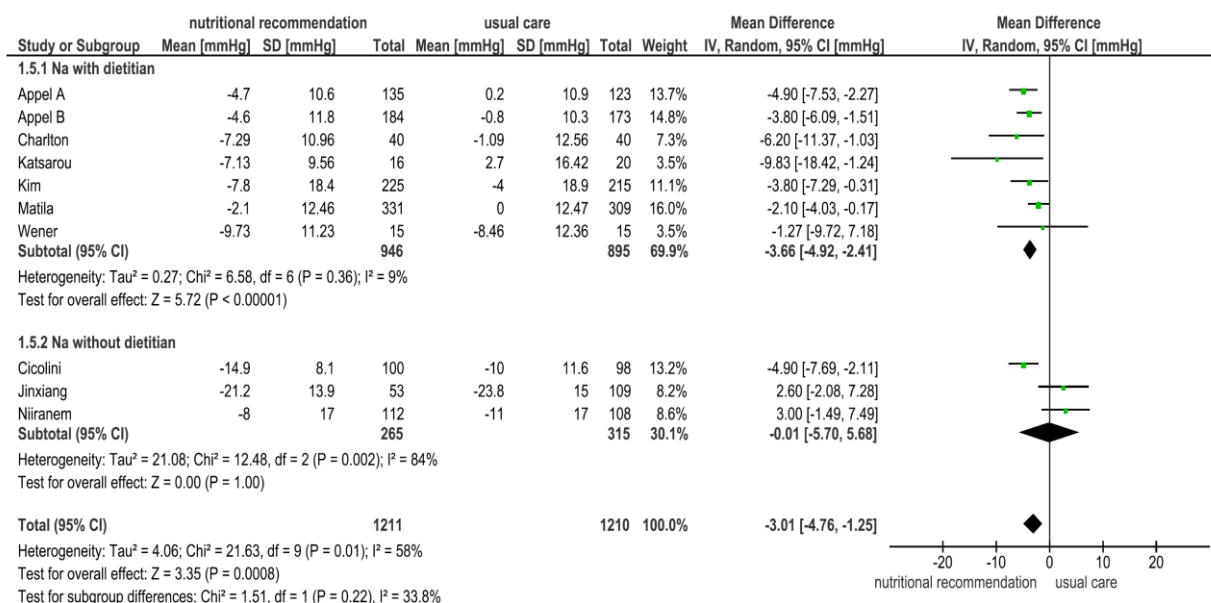 nutritional recommendation usual care Mean Difference Mean Difference
Study or Subgroup Mean [mmHg] SD [mmHg] Total Mean [mmHg] SD [mmHg] Total Weight IV, Random, 95% CI [mmHg] IV, Random, 95% CI [mmHg]
1.5.1 Na with dietitian
Appel A -4.7 10.6 135 0.2 10.9 123 13.7% -4.90 [-7.53, -2.27]
Appel B -4.6 11.8 184 -0.8 10.3 173 14.8% -3.80 [-6.09, -1.51]
Charlton -7.29 10.96 40 -1.09 12.56 40 7.3% -6.20 [-11.37, -1.03]
Katsarou -7.13 9.56 16 2.7 16.42 20 3.5% -9.83 [-18.42, -1.24]
Kim -7.8 18.4 225 -4 18.9 215 11.1% -3.80 [-7.29, -0.31]
Matila -2.1 12.46 331 0 12.47 309 16.0% -2.10 [-4.03, -0.17]
Wener -9.73 11.23 15 -8.46 12.36 15 3.5% -1.27 [-9.72, 7.18]
Subtotal (95% CI) 946 895 69.9% -3.66 [-4.92, -2.41]
Heterogeneity: Tau² = 0.27; Chi² = 6.58, df = 6 (P = 0.36); I² = 9%
Test for overall effect: Z = 5.72 (P < 0.00001)
1.5.2 Na without dietitian
Cicolini -14.9 8.1 100 -10 11.6 98 13.2% -4.90 [-7.69, -2.11]
Jinxiang -21.2 13.9 53 -23.8 15 109 8.2% 2.60 [-2.08, 7.28]
Niiranem -8 17 112 -11 17 108 8.6% 3.00 [-1.49, 7.49]
Subtotal (95% CI) 265 315 30.1% -0.01 [-5.70, 5.68]
Heterogeneity: Tau² = 21.08; Chi² = 12.48, df = 2 (P = 0.002); I² = 84%
Test for overall effect: Z = 0.00 (P = 1.00)
Total (95% CI) 1211 1210 100.0% -3.01 [-4.76, -1.25]
Heterogeneity: Tau² = 4.06; Chi² = 21.63, df = 9 (P = 0.01); I² = 58%
Test for overall effect: Z = 3.35 (P = 0.0008)
Test for subgroup differences: Chi² = 1.51, df = 1 (P = 0.22), I² = 33.8%
-20 -10 0 10 20
nutritional recommendation usual care